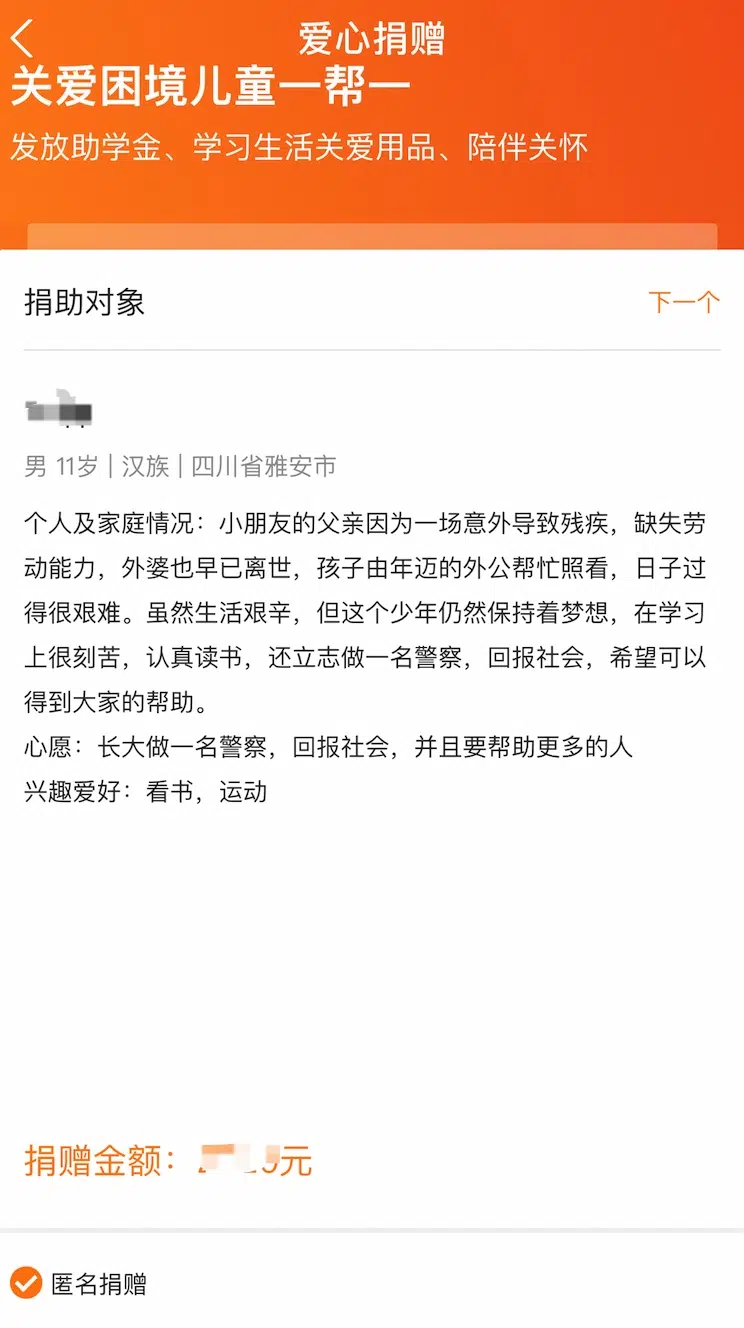 爱心捐赠
关爱困境儿童一帮一
发放助学金、学习生活关爱用品、陪伴关怀
捐助对象
下一个
男 11岁 | 汉族 | 四川省雅安市
个人及家庭情况：小朋友的父亲因为一场意外导致残疾，缺失劳
动能力，外婆也早已离世，孩子由年迈的外公帮忙照看，日子过
得很艰难。虽然生活艰辛，但这个少年仍然保持着梦想，在学习
上很刻苦，认真读书，还立志做一名警察，回报社会，希望可以
得到大家的帮助。
心愿：长大做一名警察，回报社会，并且要帮助更多的人
兴趣爱好：看书，运动
捐赠金额： 元
匿名捐赠